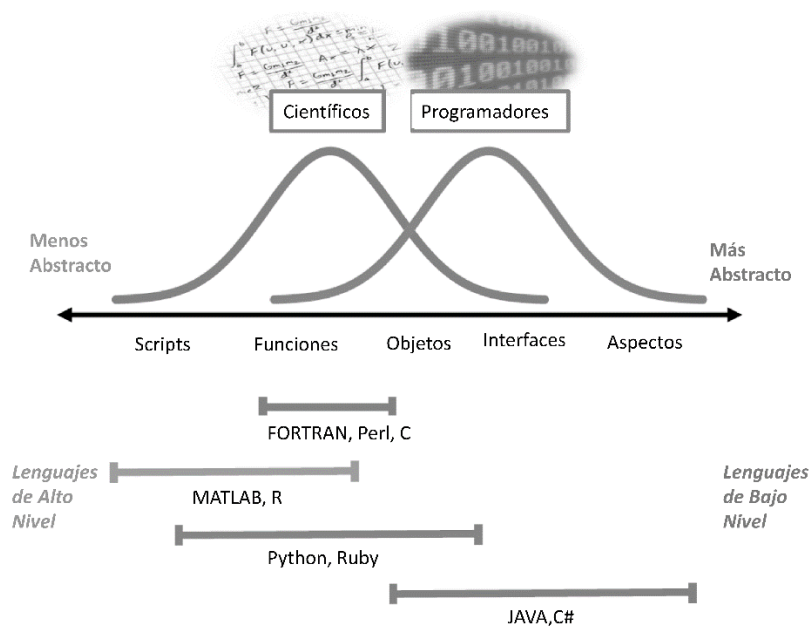 Científicos
Programadores
Menos
Abstracto
Más
Abstracto
Scripts
Funciones
Objetos
Interfaces
Aspectos
FORTRAN, Perl, C
Lenguajes
de Alto
Nivel
MATLAB, R
Lenguajes
de Bajo
Nivel
Python, Ruby
JAVA,C#